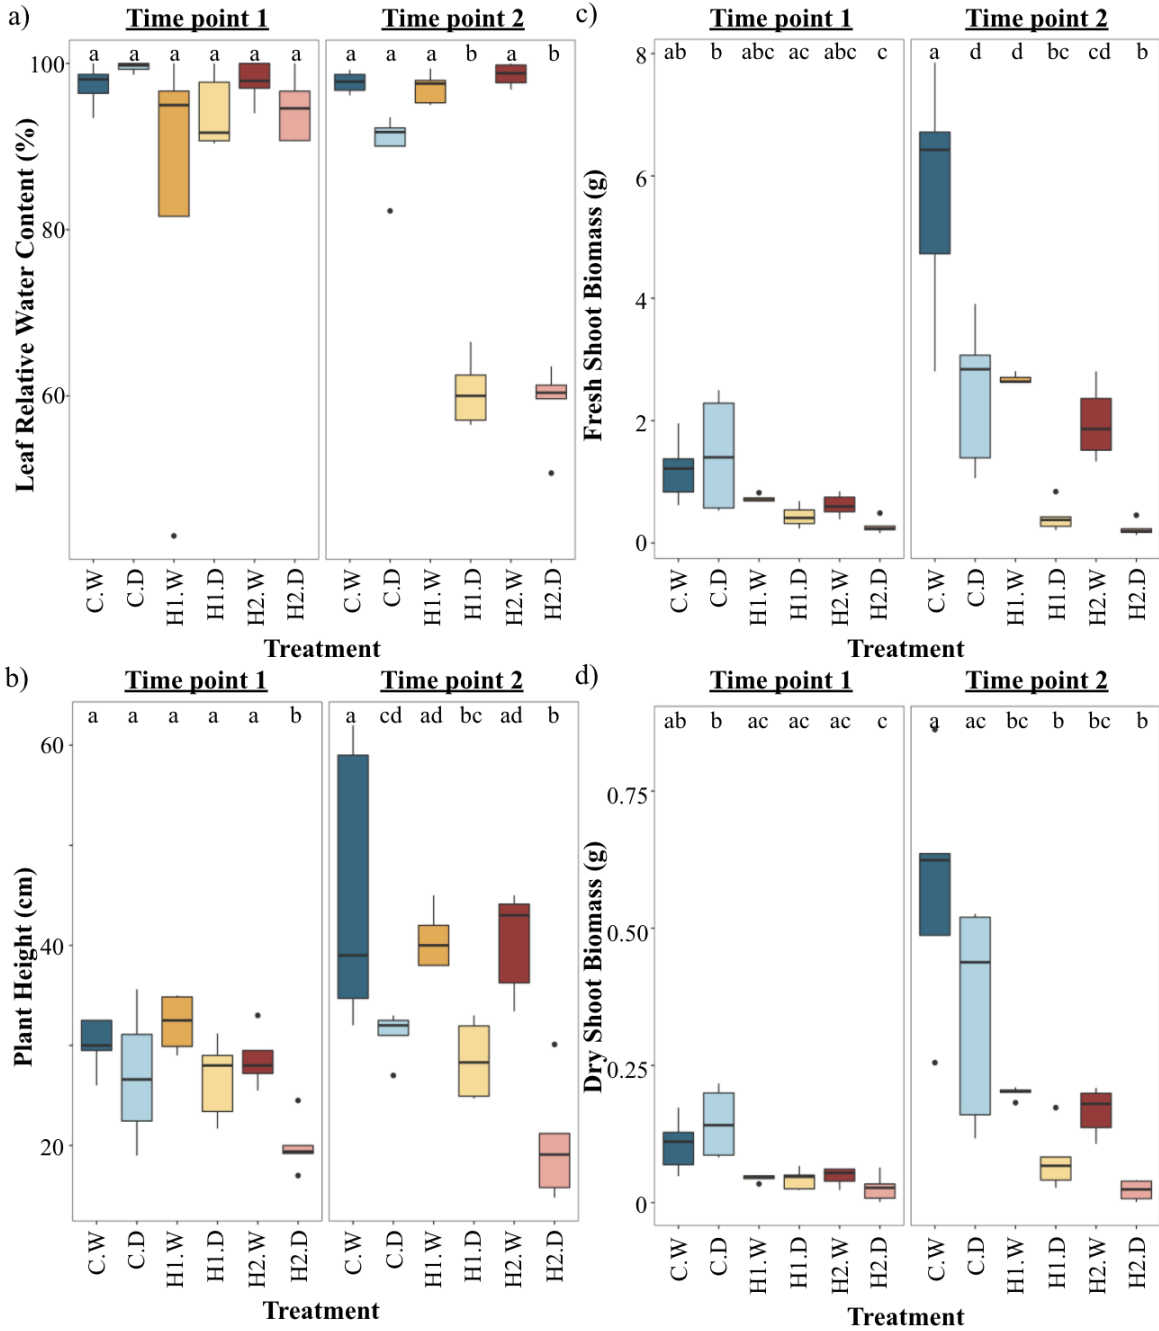 a)
Time point 1
Time point 2
a a a a a a
a a a b a b
100
80
60
Leaf Relative Water Content (%)
C.W C.D H1.W H1.D H2.W H2.D
C.W C.D H1.W H1.D H2.W H2.D
Treatment
c)
Time point 1
Time point 2
ab b abc ac abc c
a d d bc cd b
8
6
4
2
0
Fresh Shoot Biomass (g)
C.W C.D H1.W H1.D H2.W H2.D
C.W C.D H1.W H1.D H2.W H2.D
Treatment
b)
Time point 1
Time point 2
a a a a a b
a cd ad bc ad b
60
40
20
Plant Height (cm)
C.W C.D H1.W H1.D H2.W H2.D
C.W C.D H1.W H1.D H2.W H2.D
Treatment
d)
Time point 1
Time point 2
ab b ac ac ac c
a ac bc b bc b
0.75
0.50
0.25
0
Dry Shoot Biomass (g)
C.W C.D H1.W H1.D H2.W H2.D
C.W C.D H1.W H1.D H2.W H2.D
Treatment